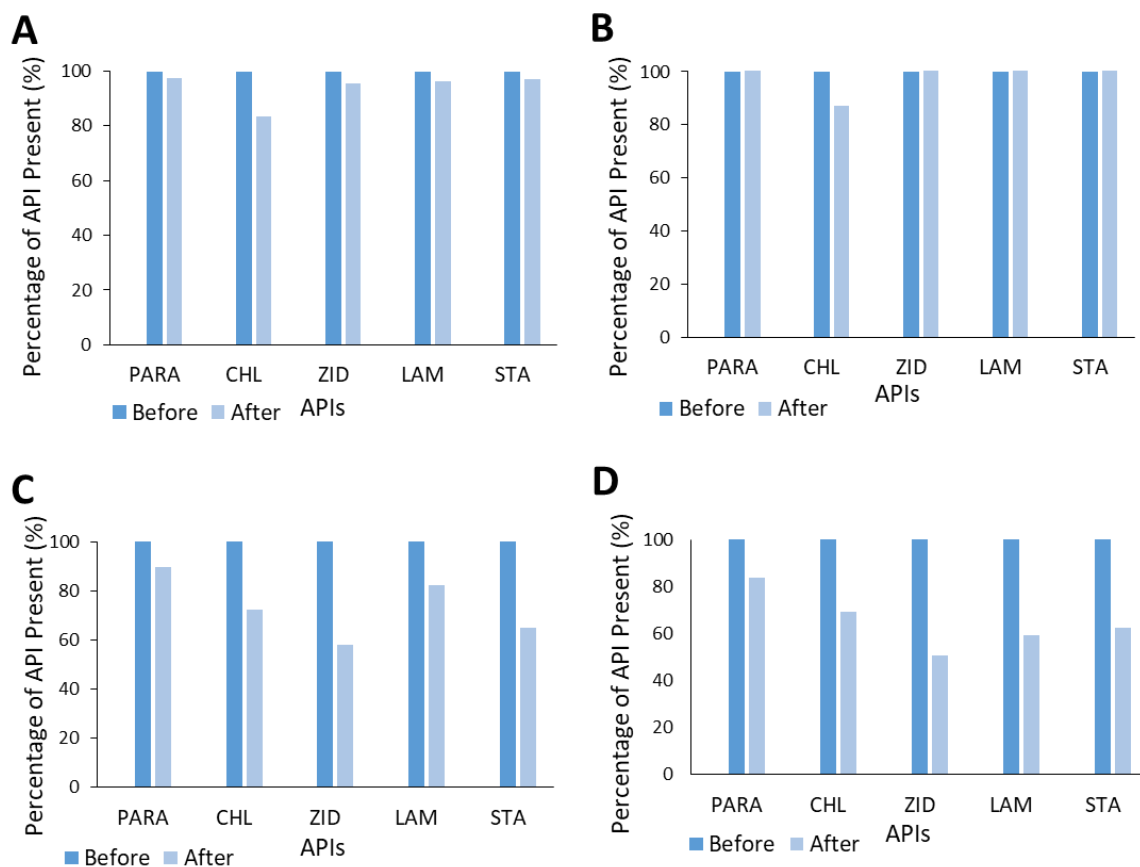 A
Percentage of API Present (%)
100
80
60
40
20
0
PARA CHL ZID LAM STA
APIs
Before After
B
Percentage of API Present (%)
100
80
60
40
20
0
PARA CHL ZID LAM STA
APIs
Before After
C
Percentage of API Present (%)
100
80
60
40
20
0
PARA CHL ZID LAM STA
APIs
Before After
D
Percentage of API Present (%)
100
80
60
40
20
0
PARA CHL ZID LAM STA
APIs
Before After